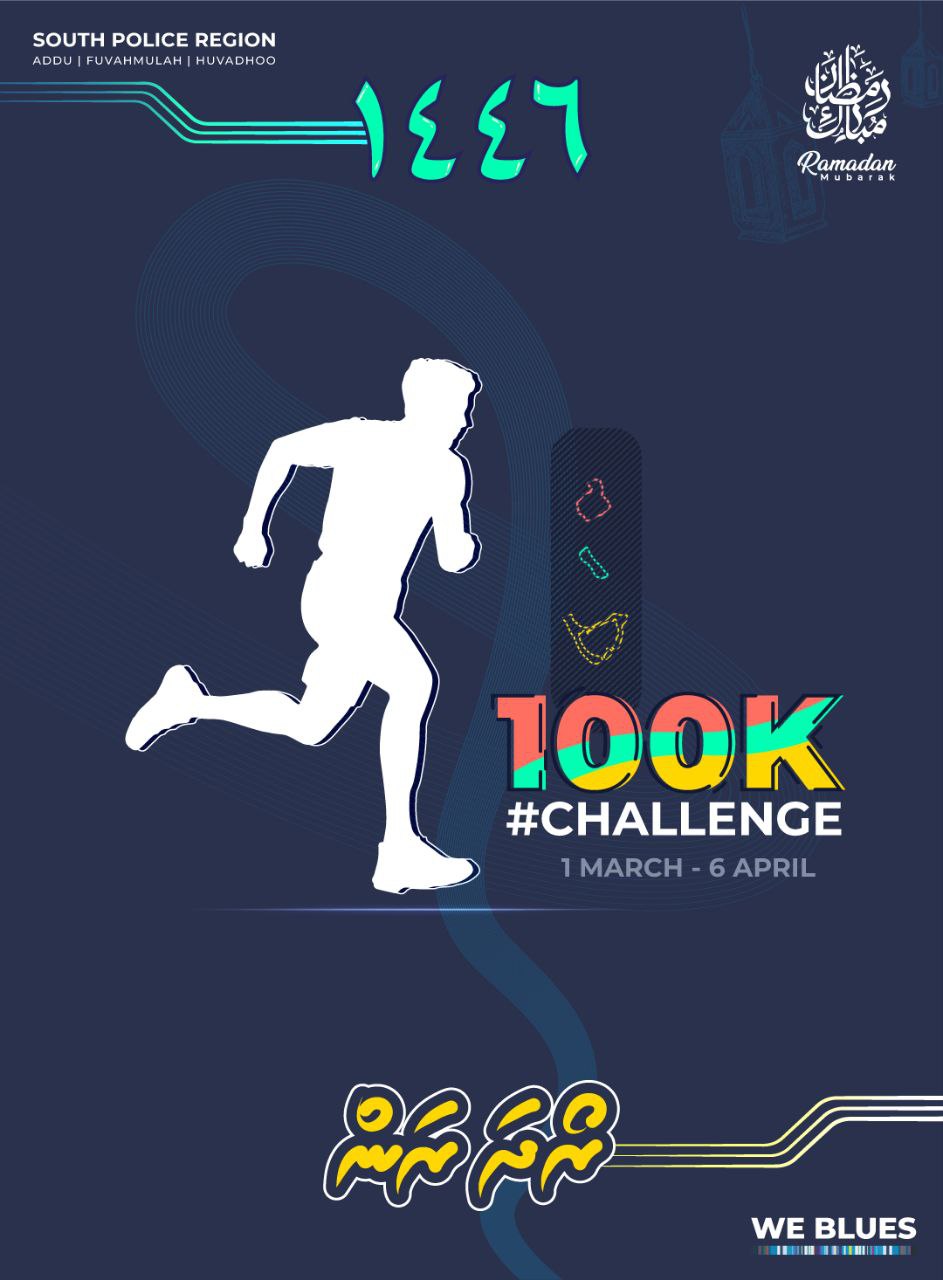 SOUTH POLICE REGION
ADDU | FUVAHMULAH | HUVADHOO
١٤٤٦
رمضان مبارك
Ramadan
Mubarak
100K
#CHALLENGE
1 MARCH - 6 APRIL
WE BLUES